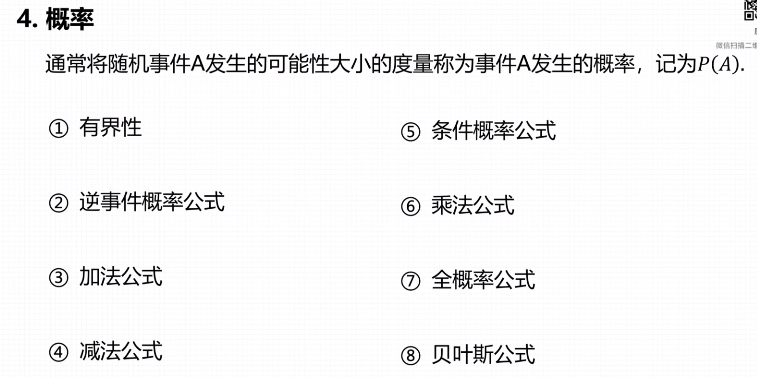 4. 概率
通常将随机事件A发生的可能性大小的度量称为事件A发生的概率，记为P(A).
① 有界性
② 逆事件概率公式
③ 加法公式
④ 减法公式
⑤ 条件概率公式
⑥ 乘法公式
⑦ 全概率公式
⑧ 贝叶斯公式
微信扫描二维